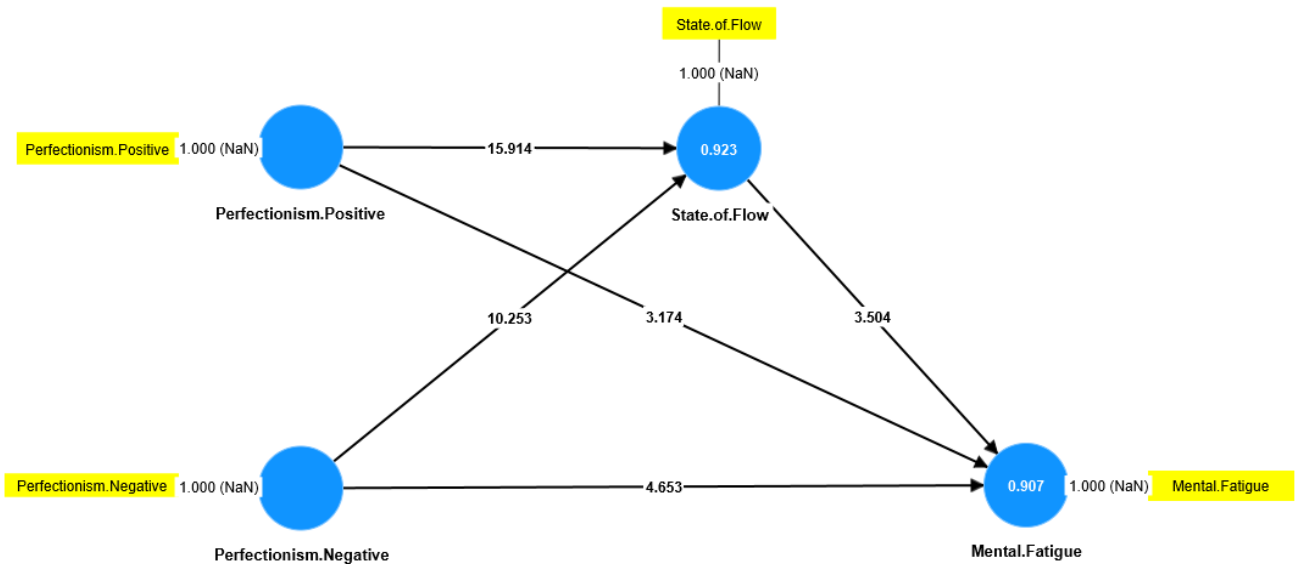 State.of.Flow
1.000 (NaN)
Perfectionism.Positive 1.000 (NaN)
15.914
0.923
Perfectionism.Positive
State.of.Flow
10.253
3.174
3.504
Perfectionism.Negative 1.000 (NaN)
4.653
0.907
1.000 (NaN) Mental.Fatigue
Perfectionism.Negative
Mental.Fatigue